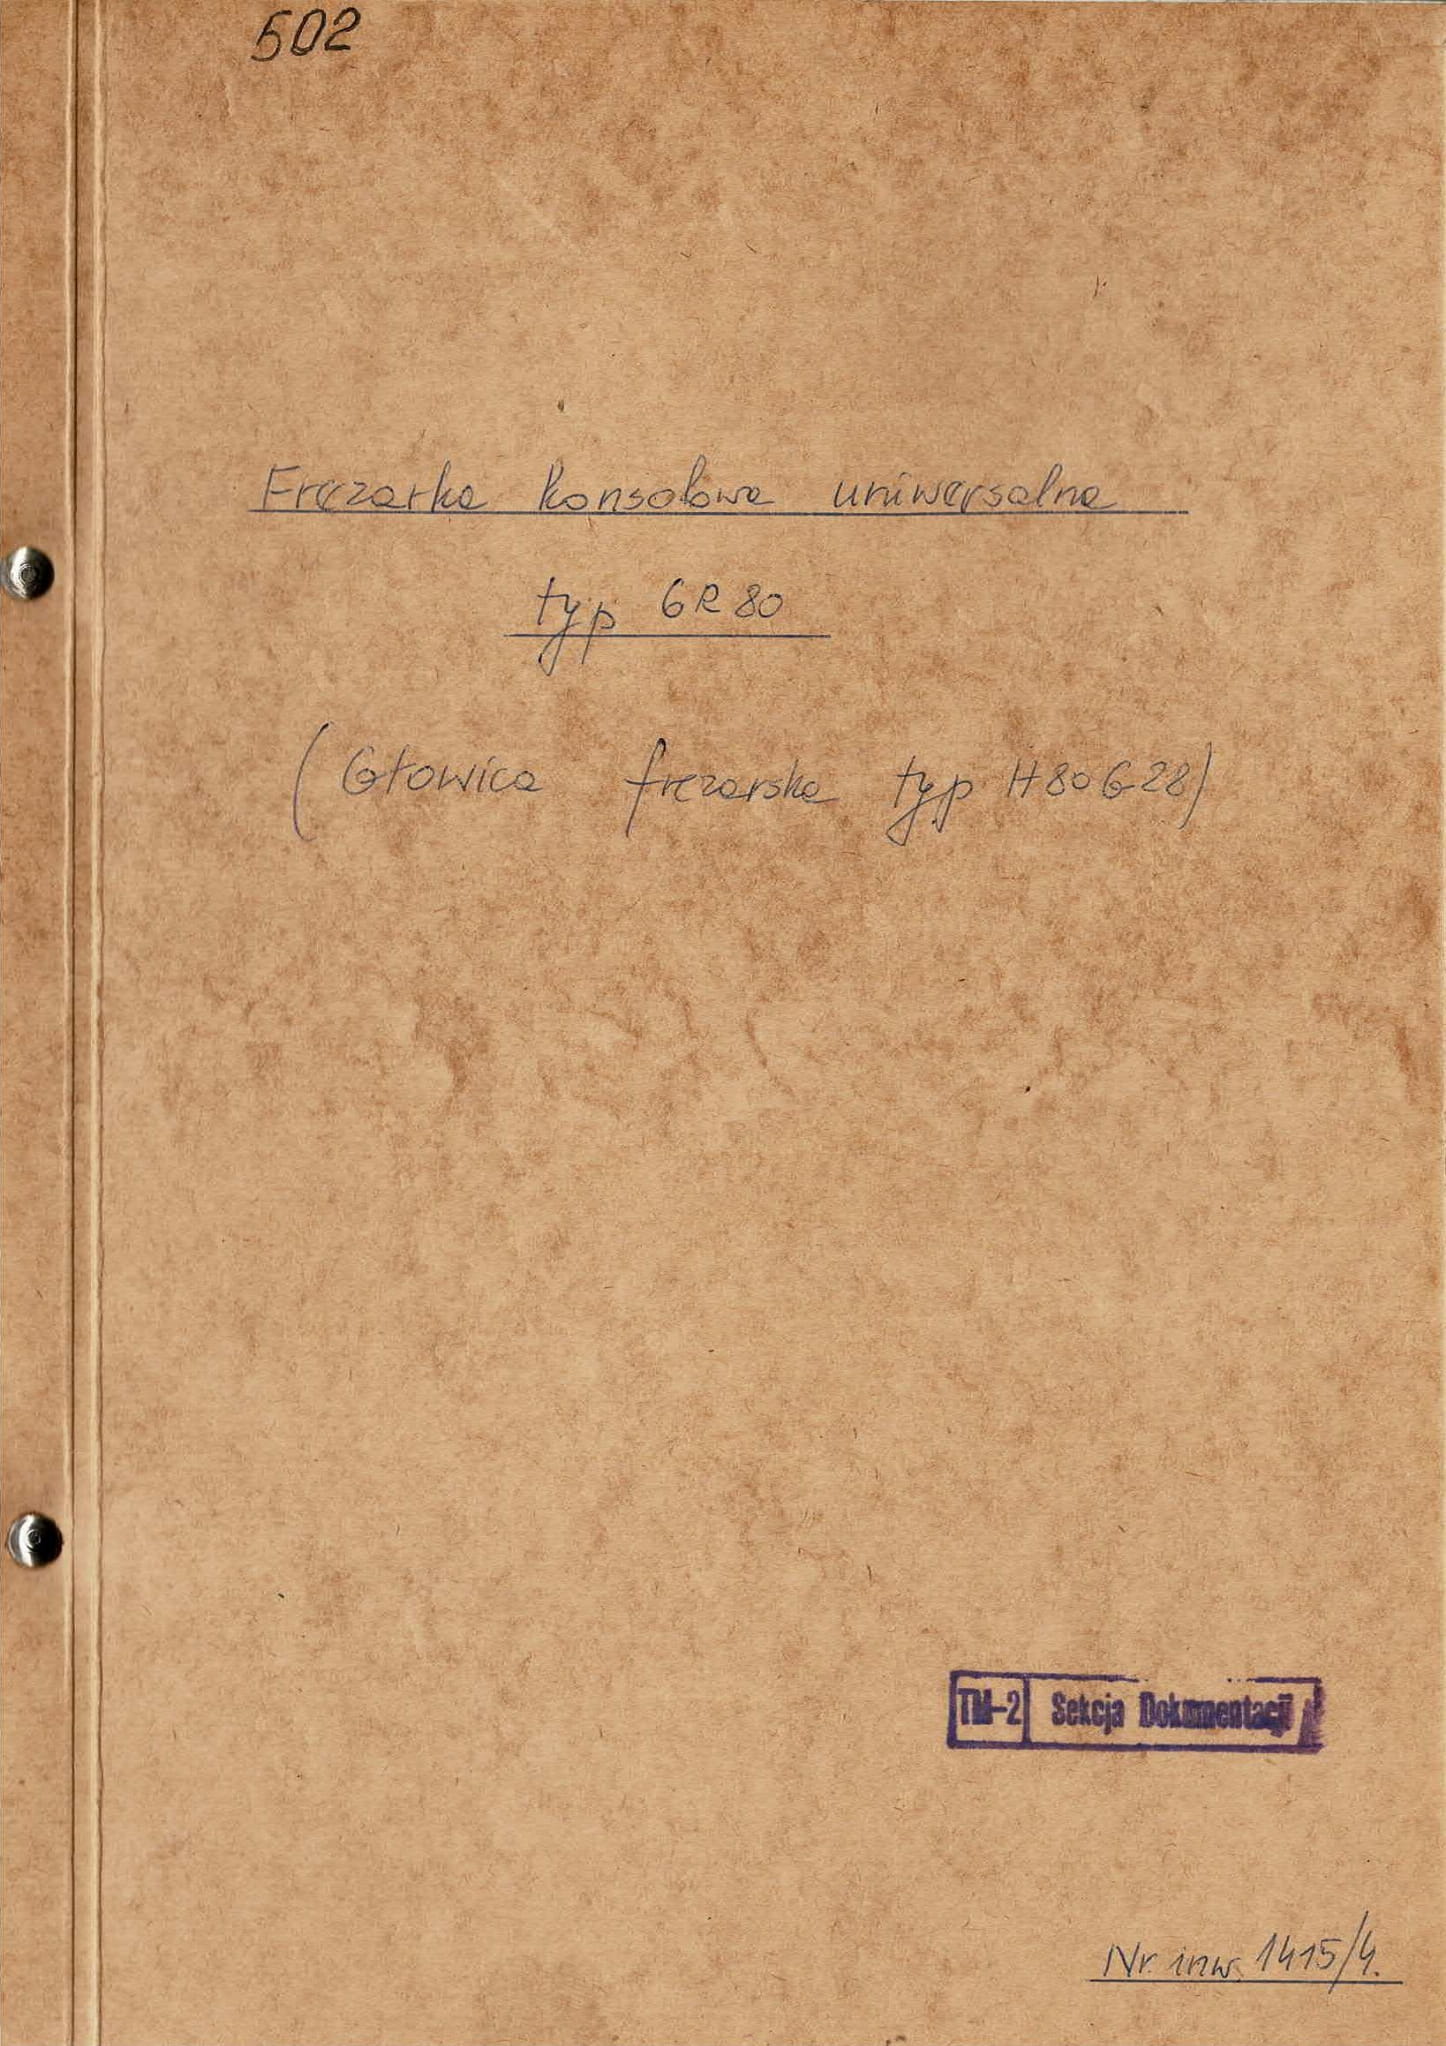 502
Frezarka konsolowa uniwersalna
typ 6R80
(Głowica frezarska typ H80G28)
TM-2 Sekcja Dokumentacji
Nr. inw. 1415/4.